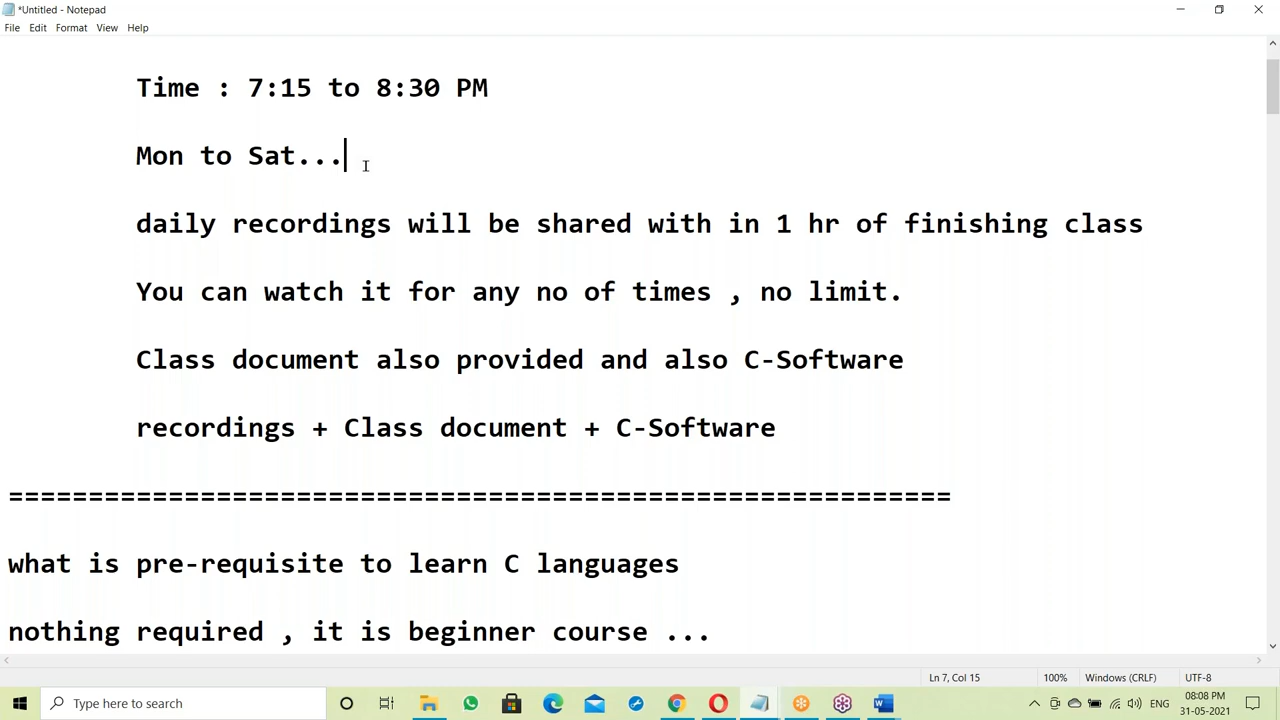 *Untitled - Notepad
File Edit Format View Help
Time : 7:15 to 8:30 PM
Mon to Sat...
daily recordings will be shared with in 1 hr of finishing class
You can watch it for any no of times , no limit.
Class document also provided and also C-Software
recordings + Class document + C-Software
===========================================================
what is pre-requisite to learn C languages
nothing required , it is beginner course ...
Ln 7, Col 15 100% Windows (CRLF) UTF-8
Type here to search
ENG
08:08 PM
31-05-2021